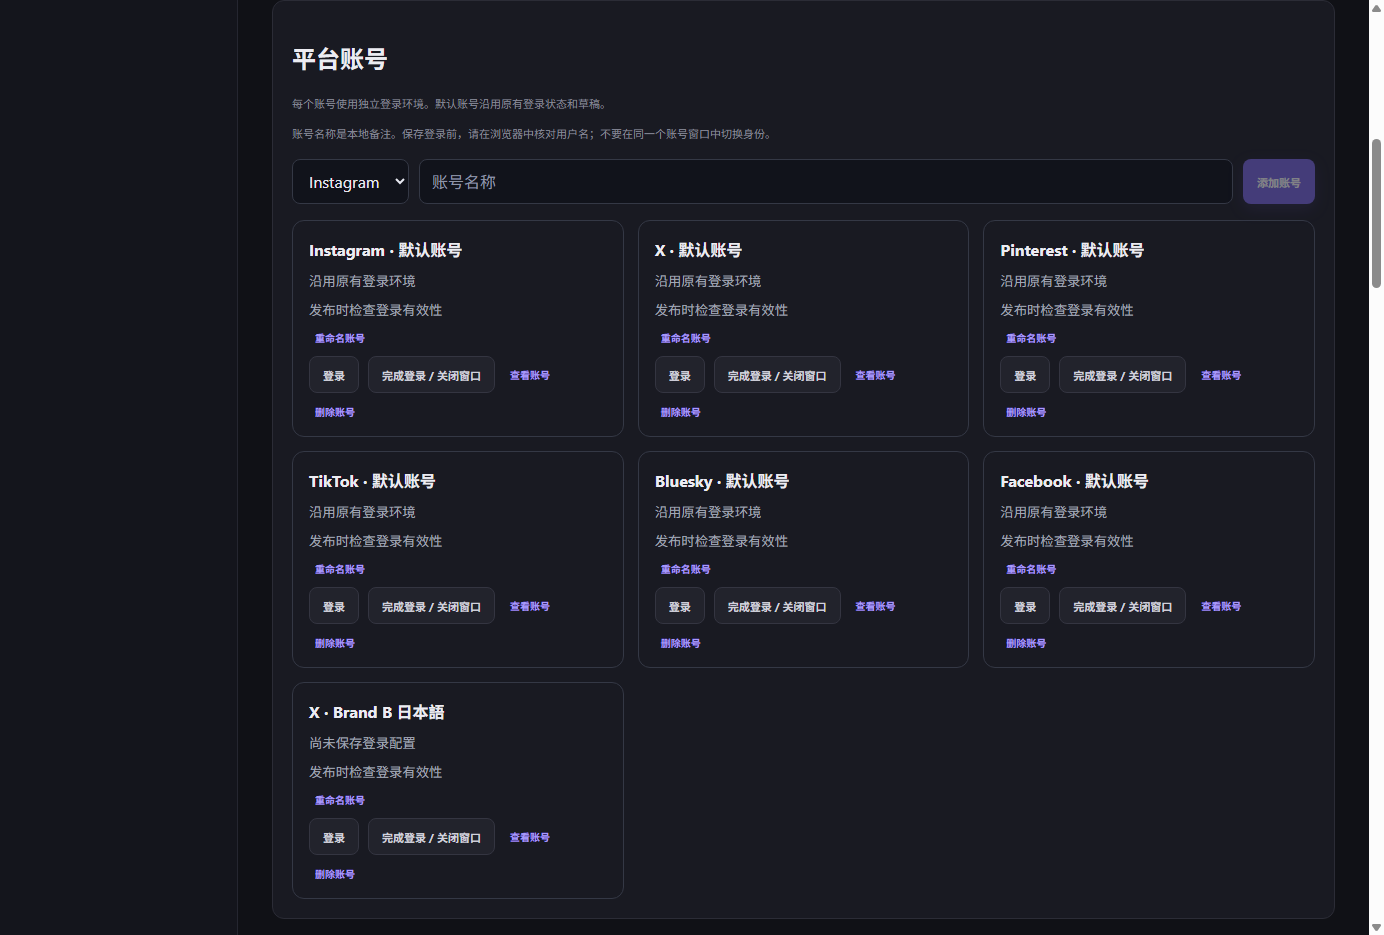 平台账号
每个账号使用独立登录环境。默认账号沿用原有登录状态和草稿。
账号名称是本地备注。保存登录前，请在浏览器中核对用户名；不要在同一个账号窗口中切换身份。
Instagram 账号名称 添加账号
Instagram · 默认账号
沿用原有登录环境
发布时检查登录有效性
重命名账号
登录 完成登录 / 关闭窗口 查看账号
删除账号
X · 默认账号
沿用原有登录环境
发布时检查登录有效性
重命名账号
登录 完成登录 / 关闭窗口 查看账号
删除账号
Pinterest · 默认账号
沿用原有登录环境
发布时检查登录有效性
重命名账号
登录 完成登录 / 关闭窗口 查看账号
删除账号
TikTok · 默认账号
沿用原有登录环境
发布时检查登录有效性
重命名账号
登录 完成登录 / 关闭窗口 查看账号
删除账号
Bluesky · 默认账号
沿用原有登录环境
发布时检查登录有效性
重命名账号
登录 完成登录 / 关闭窗口 查看账号
删除账号
Facebook · 默认账号
沿用原有登录环境
发布时检查登录有效性
重命名账号
登录 完成登录 / 关闭窗口 查看账号
删除账号
X · Brand B 日本語
尚未保存登录配置
发布时检查登录有效性
重命名账号
登录 完成登录 / 关闭窗口 查看账号
删除账号